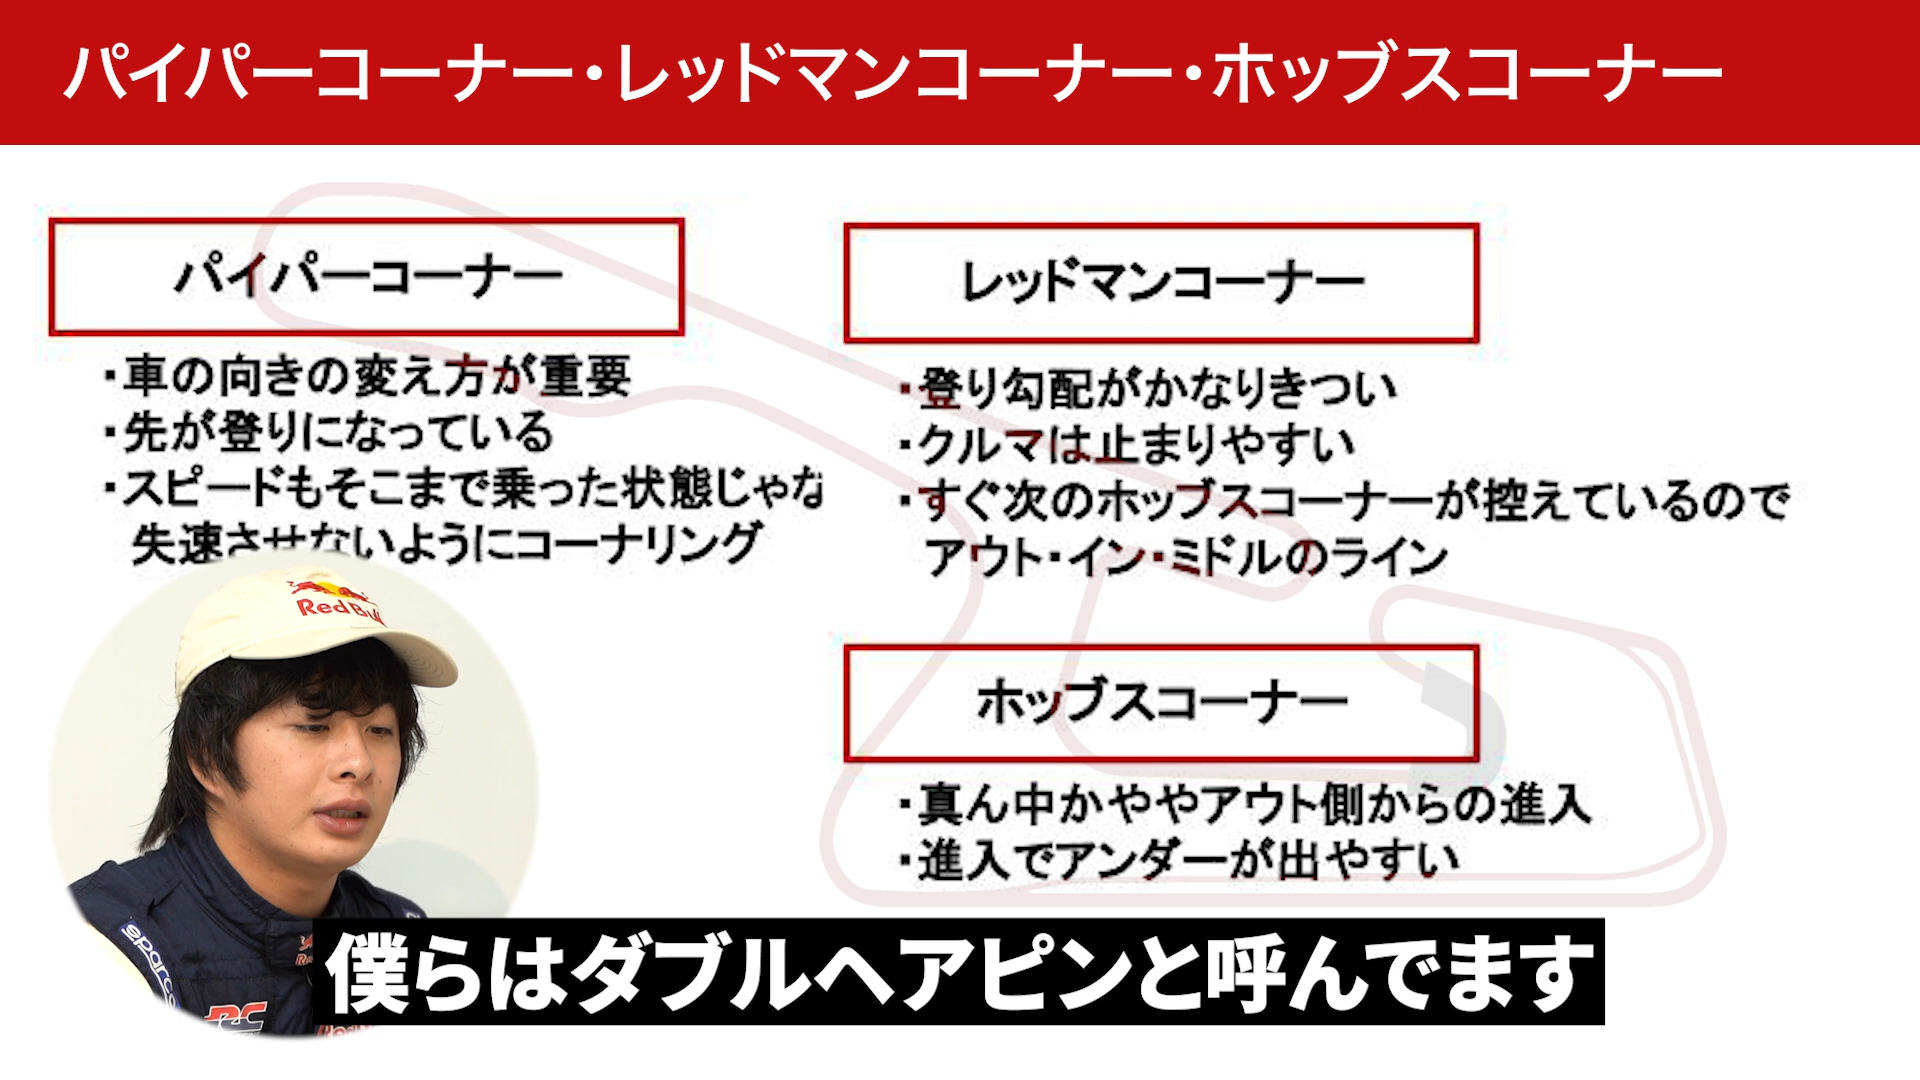 パイパーコーナー・レッドマンコーナー・ホッブスコーナー
パイパーコーナー
・車の向きの変え方が重要
・先が登りになっている
・スピードもそこまで乗った状態じゃな
失速させないようにコーナリング
レッドマンコーナー
・登り勾配がかなりきつい
・クルマは止まりやすい
・すぐ次のホッブスコーナーが控えているので
アウト・イン・ミドルのライン
ホッブスコーナー
・真ん中かややアウト側からの進入
・進入でアンダーが出やすい
Red Bull
sparco
僕らはダブルヘアピンと呼んでます